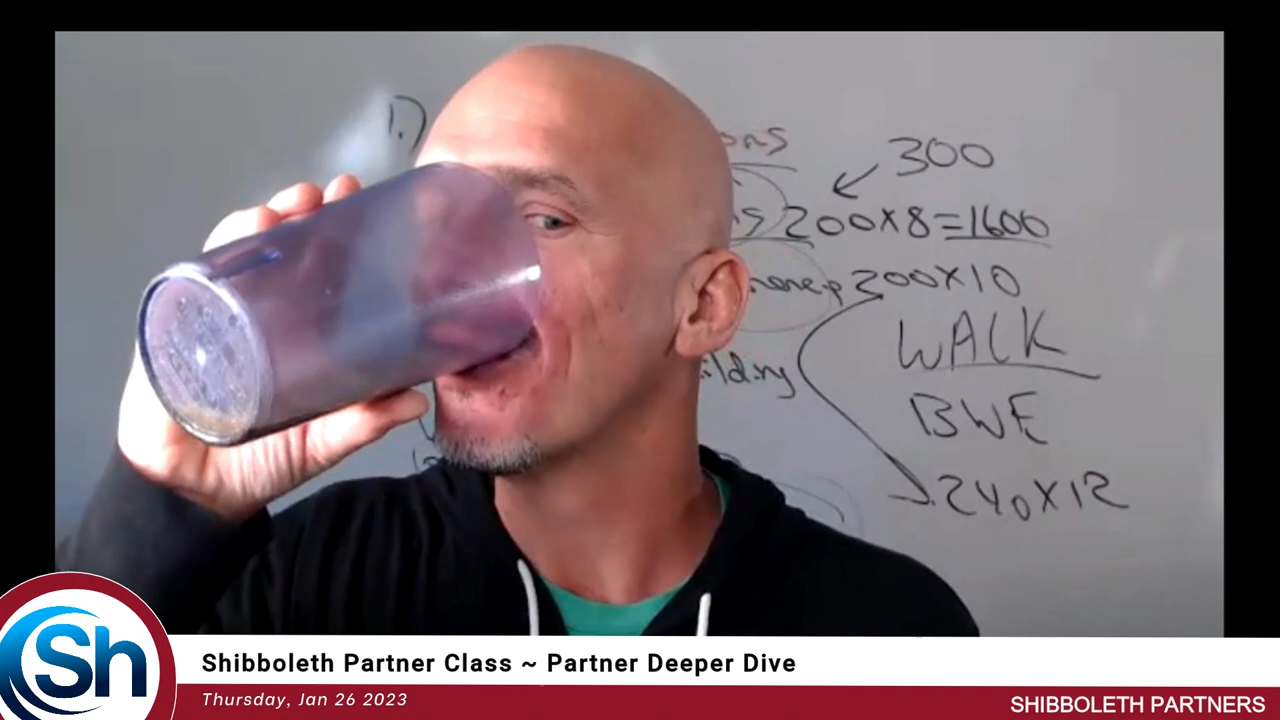 1.)
300
200X8=1600
200X10
WALK
BWE
240X12
Sh
Shibboleth Partner Class ~ Partner Deeper Dive
Thursday, Jan 26 2023
SHIBBOLETH PARTNERS